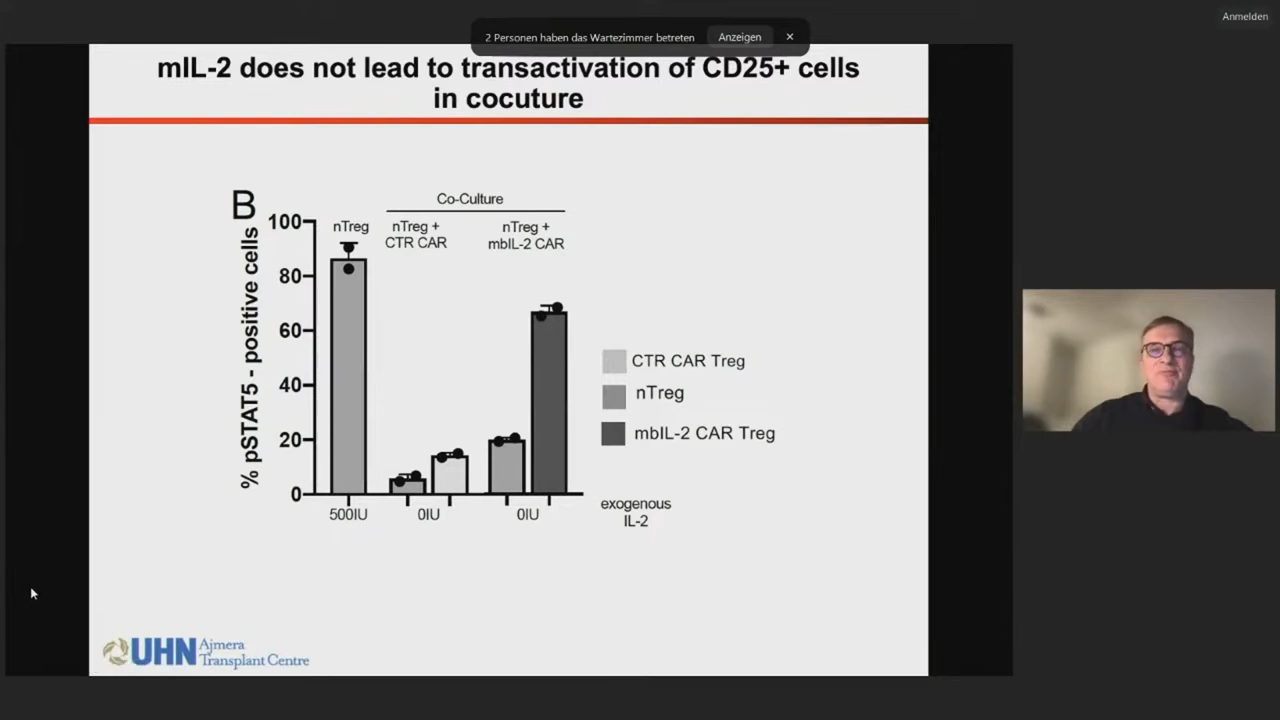 Anmelden
2 Personen haben das Wartezimmer betreten Anzeigen ×
mIL-2 does not lead to transactivation of CD25+ cells
in cocuture
B
Co-Culture
nTreg
nTreg +
CTR CAR
nTreg +
mbIL-2 CAR
% pSTAT5 - positive cells
100
80
60
40
20
0
500IU
0IU
0IU
exogenous
IL-2
CTR CAR Treg
nTreg
mbIL-2 CAR Treg
UHN Ajmera
Transplant Centre